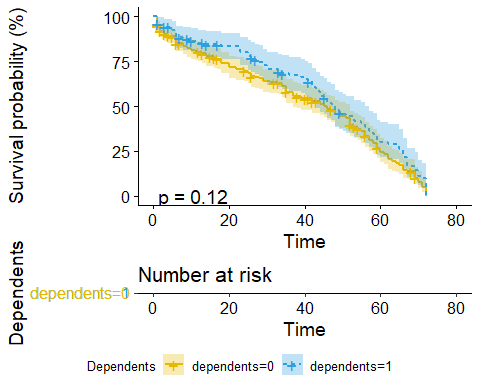 Survival probability (%)
100
75
50
25
0
p = 0.12
0 20 40 60 80
Time
Number at risk
Dependents
dependents=0
0 20 40 60 80
Time
Dependents dependents=0 dependents=1